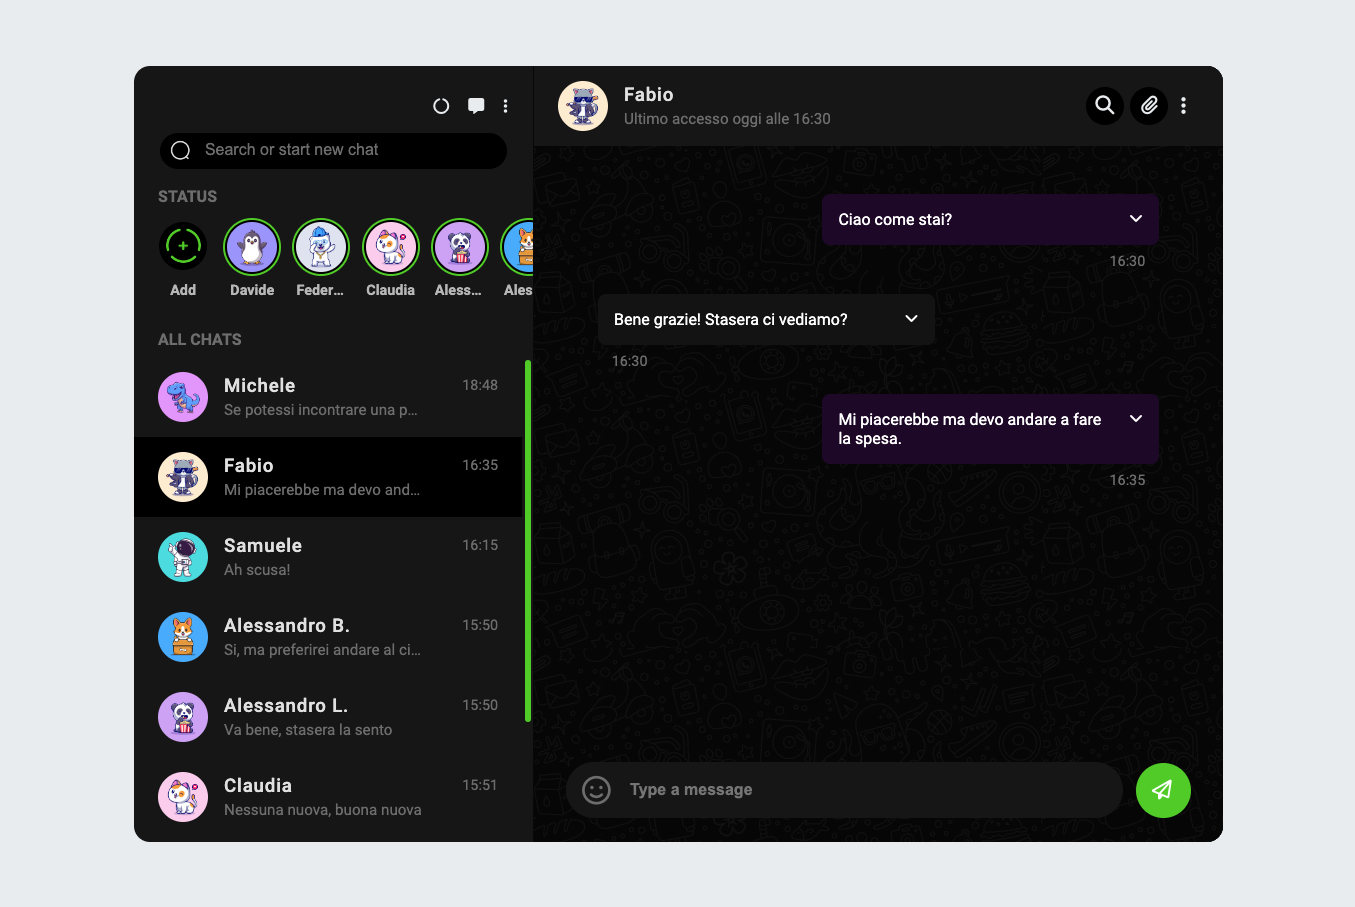 Search or start new chat
STATUS
Add
Davide
Feder...
Claudia
Aless...
Ales
ALL CHATS
Michele
18:48
Se potessi incontrare una p...
Fabio
16:35
Mi piacerebbe ma devo and...
Samuele
16:15
Ah scusa!
Alessandro B.
15:50
Si, ma preferirei andare al ci...
Alessandro L.
15:50
Va bene, stasera la sento
Claudia
15:51
Nessuna nuova, buona nuova
Fabio
Ultimo accesso oggi alle 16:30
Ciao come stai?
16:30
Bene grazie! Stasera ci vediamo?
16:30
Mi piacerebbe ma devo andare a fare
la spesa.
16:35
Type a message